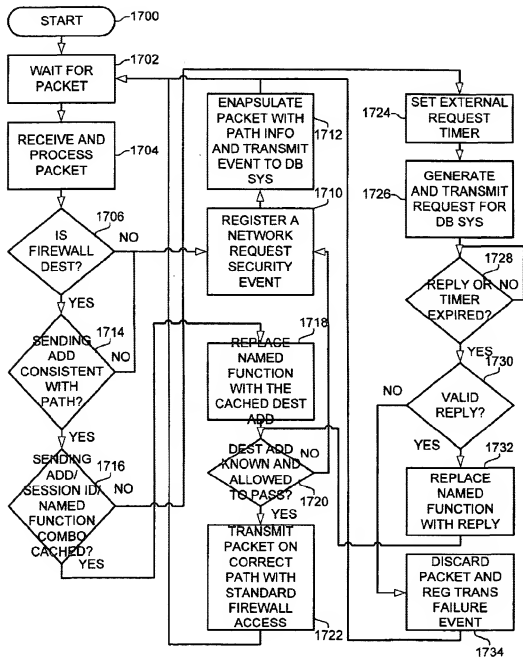 START
1700
WAIT FOR
PACKET
1702
RECEIVE AND
PROCESS
PACKET
1704
IS
FIREWALL
DEST?
1706
NO
YES
SENDING
ADD
CONSISTENT
WITH
PATH?
1714
NO
YES
SENDING
ADD/
SESSION ID/
NAMED
FUNCTION
COMBO
CACHED?
1716
NO
YES
ENAPSULATE
PACKET WITH
PATH INFO
AND TRANSMIT
EVENT TO DB
SYS
1712
1710
REGISTER A
NETWORK
REQUEST
SECURITY
EVENT
1718
REPLACE
NAMED
FUNCTION
WITH THE
CACHED DEST
ADD
DEST ADD
KNOWN AND
ALLOWED
TO PASS?
NO
1720
YES
TRANSMIT
PACKET ON
CORRECT
PATH WITH
STANDARD
FIREWALL
ACCESS
1722
SET EXTERNAL
REQUEST
TIMER
1724
GENERATE
AND TRANSMIT
REQUEST FOR
DB SYS
1726
1728
REPLY OR
TIMER
EXPIRED?
NO
YES
1730
NO
VALID
REPLY?
YES
1732
REPLACE
NAMED
FUNCTION
WITH REPLY
DISCARD
PACKET AND
REG TRANS
FAILURE
EVENT
1734